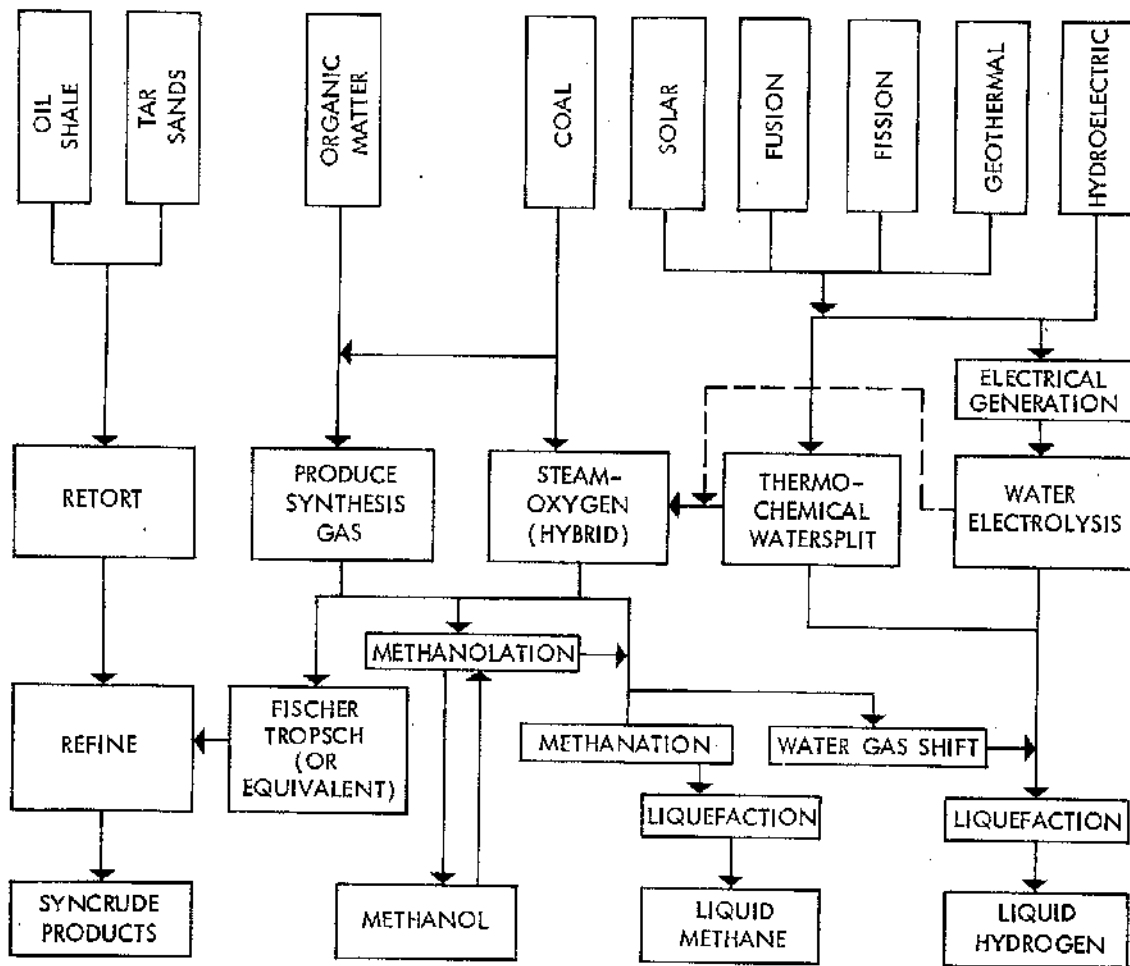 OIL
SHALE
TAR
SANDS
ORGANIC
MATTER
COAL
SOLAR
FUSION
FISSION
GEOTHERMAL
HYDROELECTRIC
ELECTRICAL
GENERATION
RETORT
PRODUCE
SYNTHESIS
GAS
STEAM-
OXYGEN
(HYBRID)
THERMO-
CHEMICAL
WATERSPLIT
WATER
ELECTROLYSIS
METHANOLATION
REFINE
FISCHER
TROPSCH
(OR
EQUIVALENT)
METHANATION
WATER GAS SHIFT
LIQUEFACTION
LIQUEFACTION
SYNCRUDE
PRODUCTS
METHANOL
LIQUID
METHANE
LIQUID
HYDROGEN